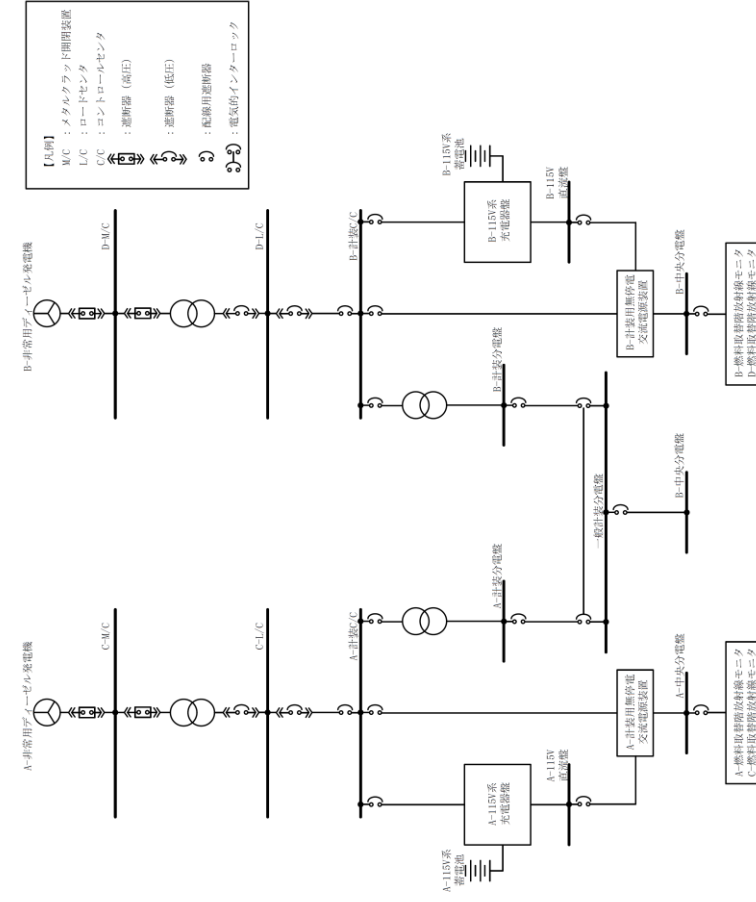 【凡例】
M/C ：メタルクラッド開閉装置
L/C ：ロードセンタ
C/C ：コントロールセンタ
：遮断器（高圧）
：遮断器（低圧）
：配線用遮断器
：電気的インターロック
B-非常用ディーゼル発電機
D-M/C
D-L/C
B-計装C/C
B-115V系
蓄電池
B-115V系
充電器盤
B-115V
直流盤
B-計装用無停電
交流電源装置
B-中央分電盤
B-燃料取替階放射線モニタ
D-燃料取替階放射線モニタ
B-計装分電盤
一般計装分電盤
B-中央分電盤
A-計装分電盤
A-非常用ディーゼル発電機
C-M/C
C-L/C
A-計装C/C
A-115V系
蓄電池
A-115V系
充電器盤
A-115V
直流盤
A-計装用無停電
交流電源装置
A-中央分電盤
A-燃料取替階放射線モニタ
C-燃料取替階放射線モニタ